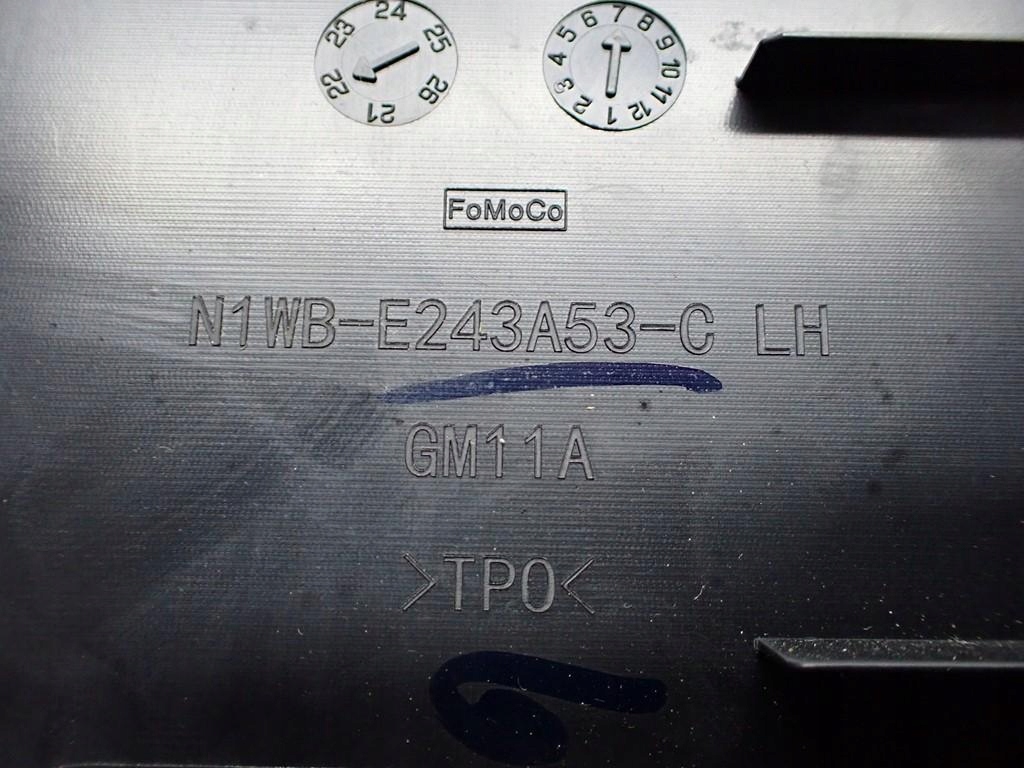 21 22 23 24 25 26
1 2 3 4 5 6 7 8 9 10 11 12
FoMoCo
N1WB-E243A53-C LH
GM11A
>TPO<